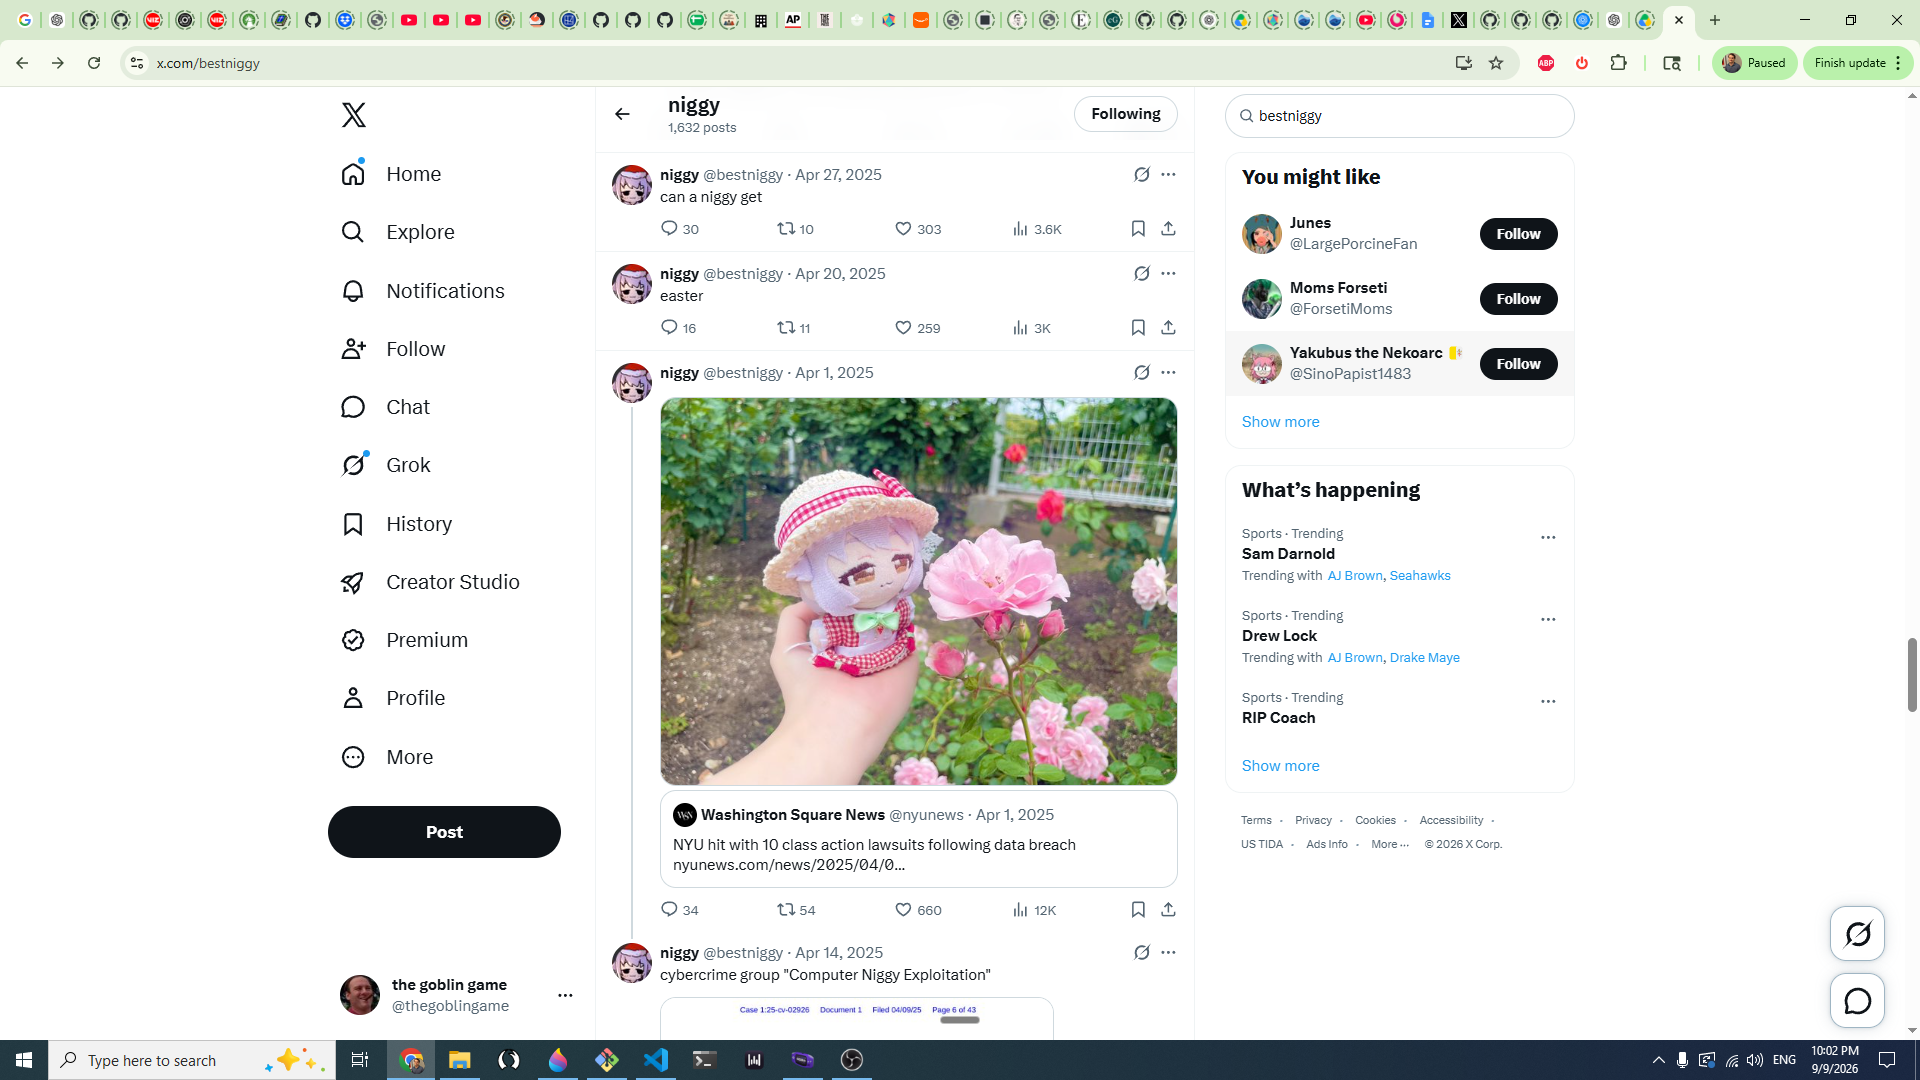 x.com/bestniggy
Paused
Finish update
Home
Explore
Notifications
Follow
Chat
Grok
History
Creator Studio
Premium
Profile
More
Post
the goblin game
@thegoblingame
niggy
1,632 posts
Following
niggy @bestniggy · Apr 27, 2025
can a niggy get
30 10 303 3.6K
niggy @bestniggy · Apr 20, 2025
easter
16 11 259 3K
niggy @bestniggy · Apr 1, 2025
Washington Square News @nyunews · Apr 1, 2025
NYU hit with 10 class action lawsuits following data breach
nyunews.com/news/2025/04/0...
34 54 660 12K
niggy @bestniggy · Apr 14, 2025
cybercrime group "Computer Niggy Exploitation"
Case 1:25-cv-02926 Document 1 Filed 04/09/25 Page 6 of 43
bestniggy
You might like
Junes
@LargePorcineFan
Follow
Moms Forseti
@ForsetiMoms
Follow
Yakubus the Nekoarc
@SinoPapist1483
Follow
Show more
What’s happening
Sports · Trending
Sam Darnold
Trending with AJ Brown, Seahawks
Sports · Trending
Drew Lock
Trending with AJ Brown, Drake Maye
Sports · Trending
RIP Coach
Show more
Terms · Privacy · Cookies · Accessibility ·
US TIDA · Ads Info · More ··· © 2026 X Corp.
Type here to search
ENG
10:02 PM
9/9/2026